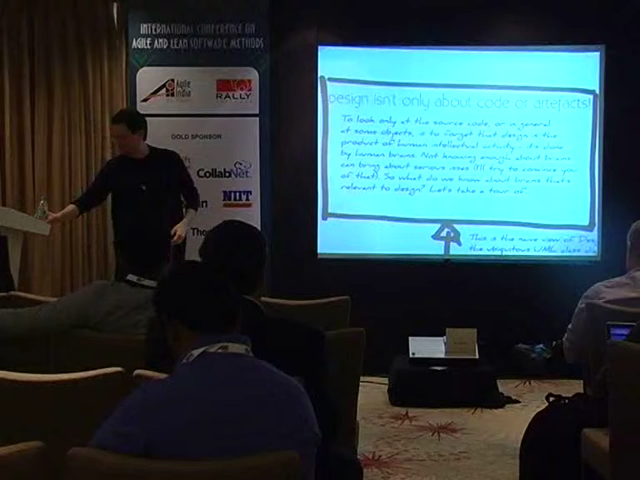 INTERNATIONAL CONFERENCE ON
AGILE AND LEAN SOFTWARE METHODS
Agile
India
RALLY
GOLD SPONSOR
CollabNet
NIIT
Tho
Design isn't only about code or artefacts!
To look only at the source code, or in general
at some objects, is to forget that design is the
product of human intellectual activity - it's done
by human brains. Not knowing enough about brains
can bring about serious issues (I'll try to convince you
of that). So what do we know about brains that's
relevant to design? Let's take a tour of.
This is the naive view of Des
the ubiquitous UML class